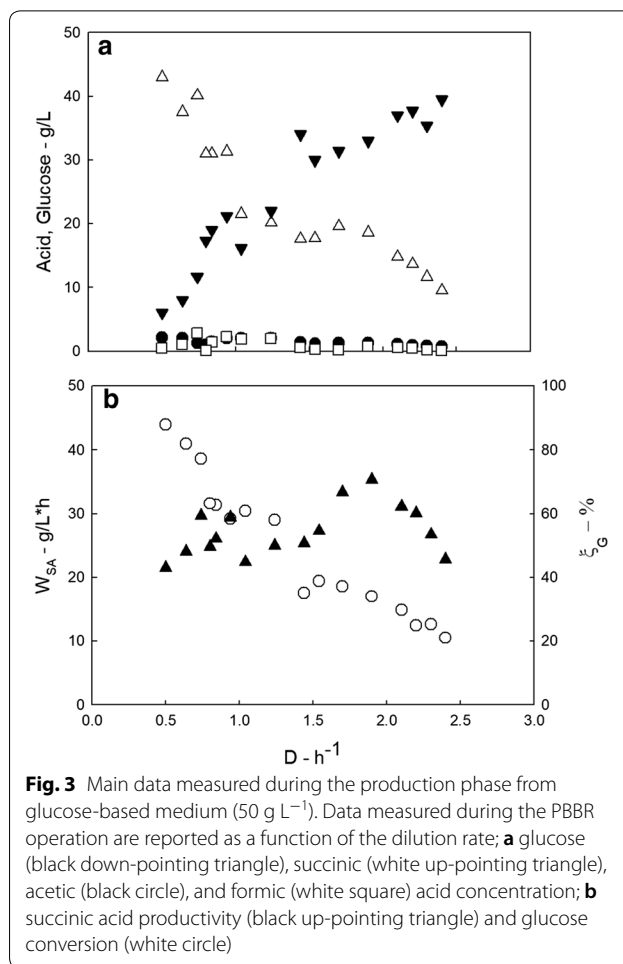 a
50
40
30
20
10
0
Acid, Glucose - g/L
b
50
40
30
20
10
0
W_SA - g/L*h
100
80
60
40
20
0
ξ_G - %
0.0 0.5 1.0 1.5 2.0 2.5 3.0
D - h⁻¹
Fig. 3 Main data measured during the production phase from
glucose-based medium (50 g L⁻¹). Data measured during the PBBR
operation are reported as a function of the dilution rate; a glucose
(black down-pointing triangle), succinic (white up-pointing triangle),
acetic (black circle), and formic (white square) acid concentration; b
succinic acid productivity (black up-pointing triangle) and glucose
conversion (white circle)